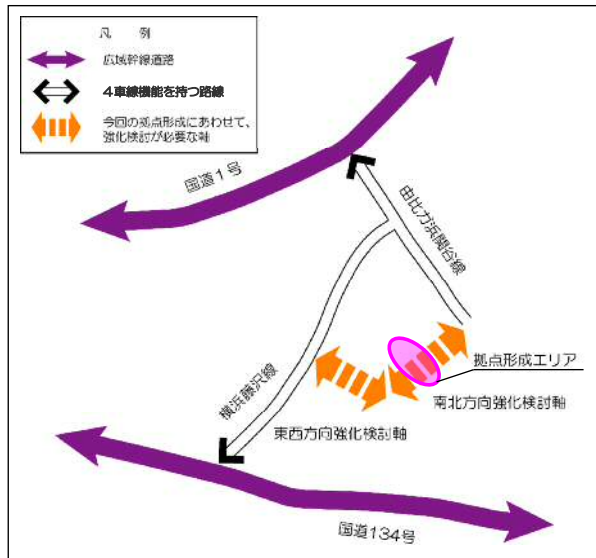 凡 例
広域幹線道路
4車線機能を持つ路線
今回の拠点形成にあわせて、
強化検討が必要な軸
国道1号
由比力浜関谷線
拠点形成エリア
横浜藤沢線
南北方向強化検討軸
東西方向強化検討軸
国道134号